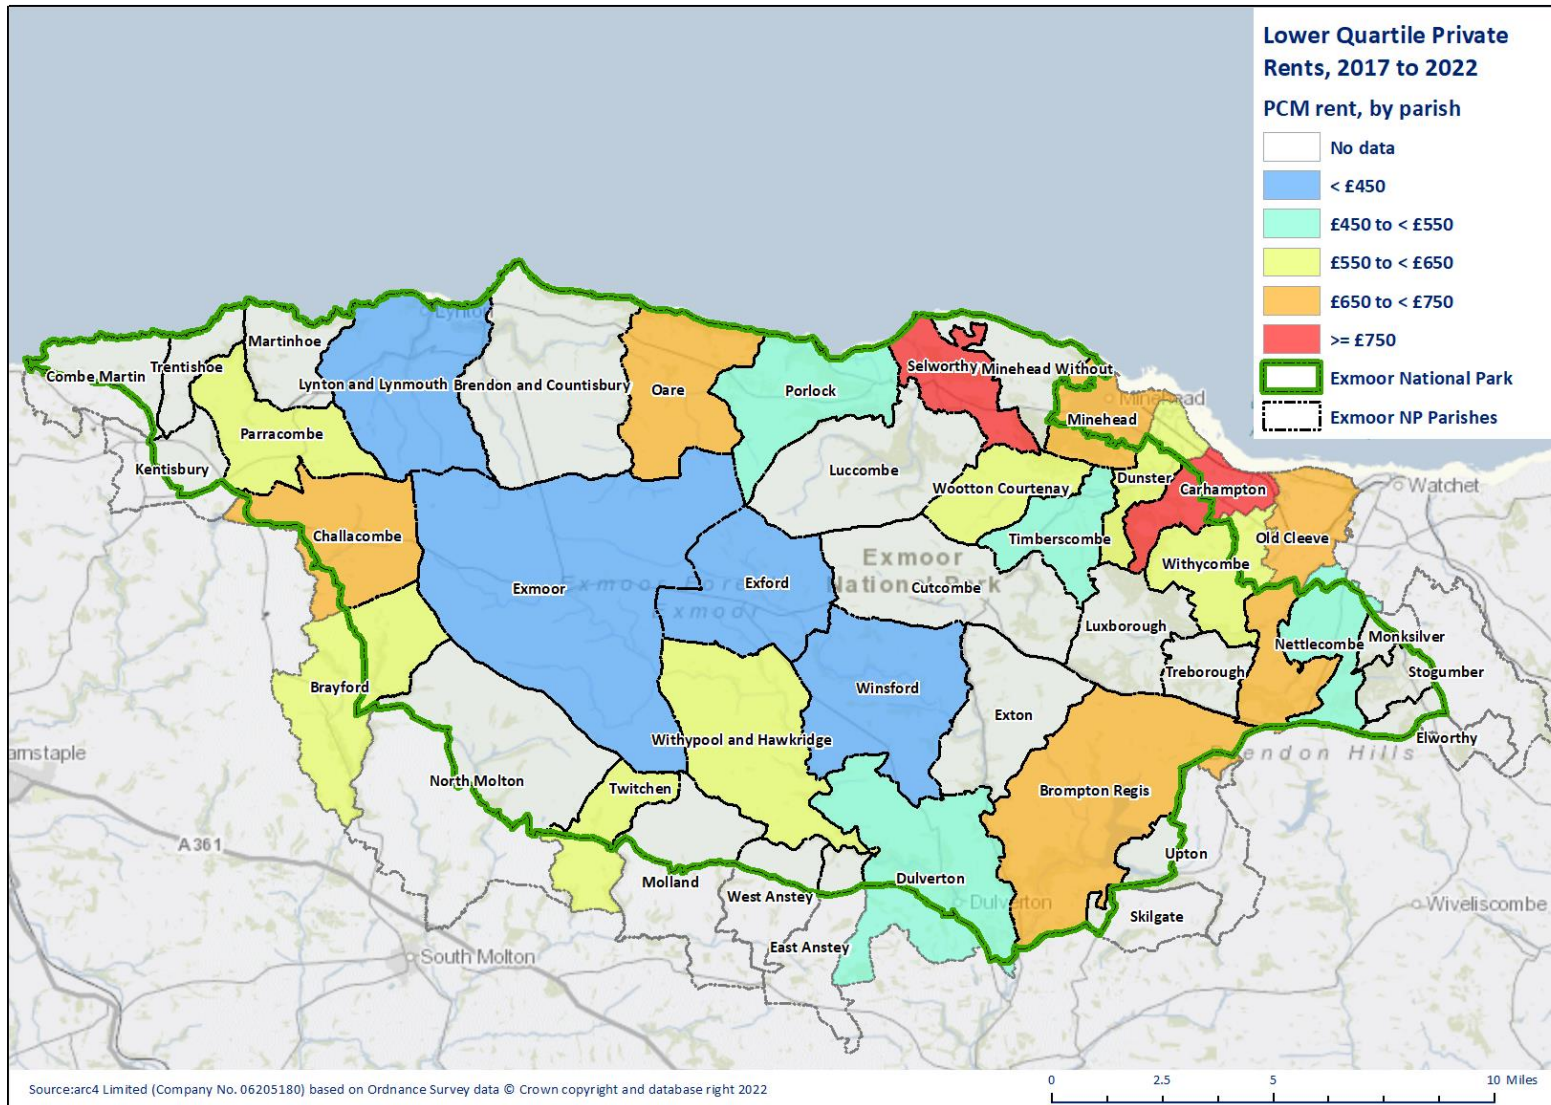 Lower Quartile Private
Rents, 2017 to 2022
PCM rent, by parish
No data
< £450
£450 to < £550
£550 to < £650
£650 to < £750
>= £750
Exmoor National Park
Exmoor NP Parishes
Lynton
Martinhoe
Trentishoe
Combe Martin
Lynton and Lynmouth
Brendon and Countisbury
Oare
Porlock
Selworthy
Minehead Without
Minehead
Minehead
Parracombe
Kentisbury
Luccombe
Wootton Courtenay
Dunster
Carhampton
Watchet
Challacombe
Timberscombe
Old Cleeve
Withycombe
Exmoor
National Park
Exmoor
Exford
Exmoor
Cutcombe
Luxborough
Nettlecombe
Monksilver
Treborough
Stogumber
Brayford
Winsford
Exton
Withypool and Hawkridge
Elworthy
Brendon Hills
North Molton
Twitchen
Brompton Regis
A361
Upton
Molland
West Anstey
Dulverton
Dulverton
Skilgate
Wiveliscombe
East Anstey
South Molton
Source:arc4 Limited (Company No. 06205180) based on Ordnance Survey data © Crown copyright and database right 2022
0 2.5 5 10 Miles